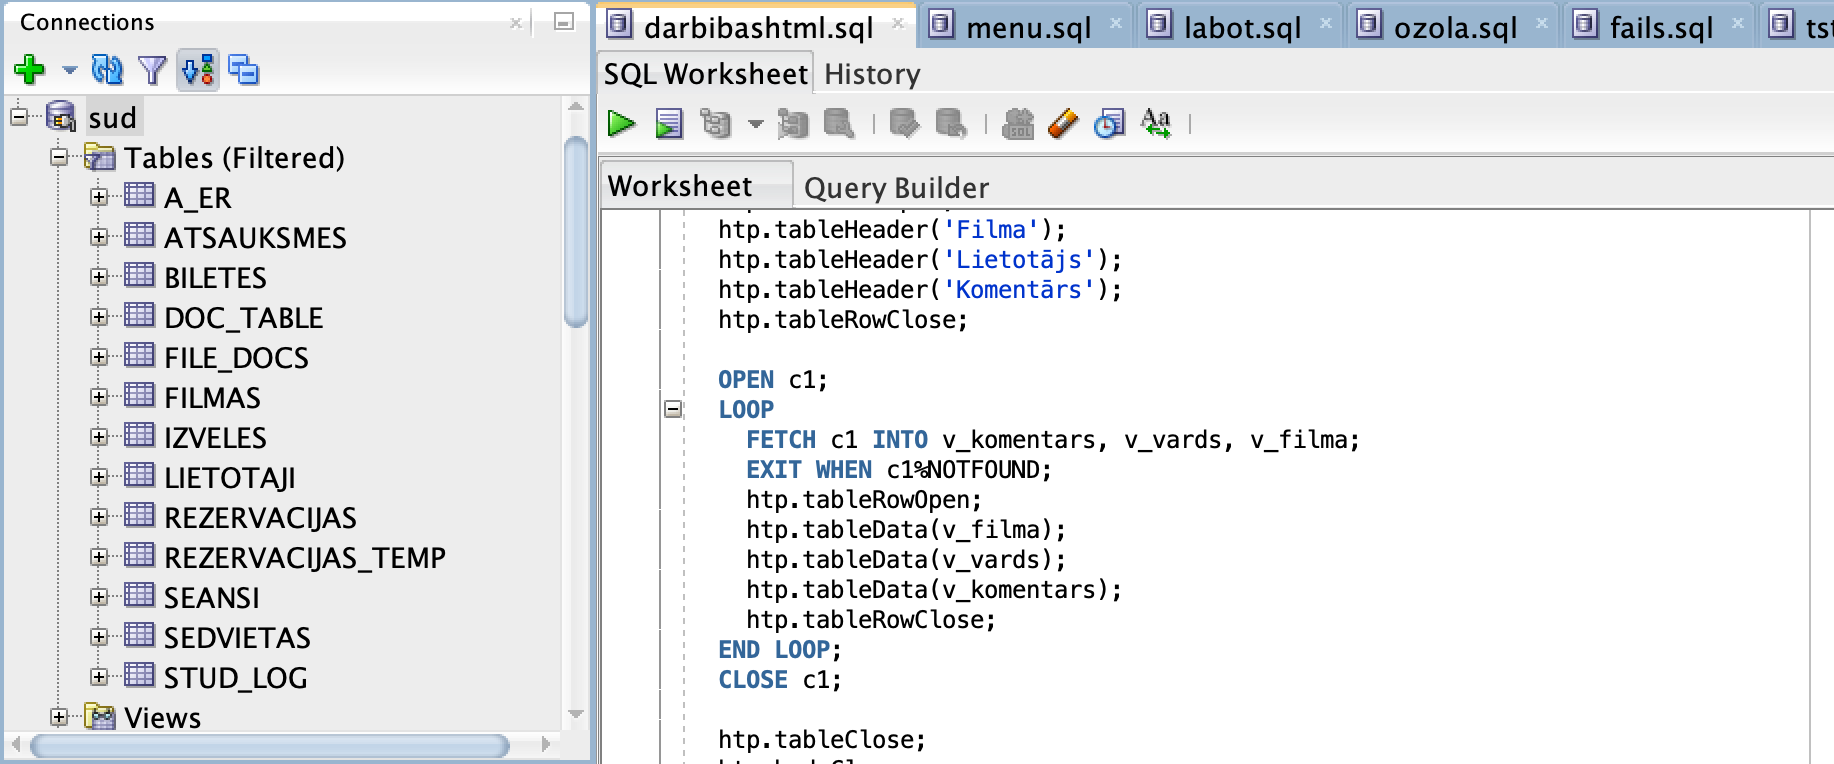 Connections
sud
Tables (Filtered)
A_ER
ATSAUKSMES
BILETES
DOC_TABLE
FILE_DOCS
FILMAS
IZVELES
LIETOTAJI
REZERVACIJAS
REZERVACIJAS_TEMP
SEANSI
SEDVIETAS
STUD_LOG
Views
darbibashtml.sql menu.sql labot.sql ozola.sql fails.sql
SQL Worksheet History
SQL Aa
Worksheet Query Builder
htp.tableHeader('Filma');
htp.tableHeader('Lietotājs');
htp.tableHeader('Komentārs');
htp.tableRowClose;
OPEN c1;
LOOP
FETCH c1 INTO v_komentars, v_vards, v_filma;
EXIT WHEN c1%NOTFOUND;
htp.tableRowOpen;
htp.tableData(v_filma);
htp.tableData(v_vards);
htp.tableData(v_komentars);
htp.tableRowClose;
END LOOP;
CLOSE c1;
htp.tableClose;